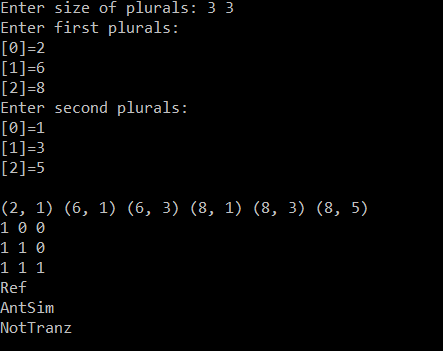 Enter size of plurals: 3 3
Enter first plurals:
[0]=2
[1]=6
[2]=8
Enter second plurals:
[0]=1
[1]=3
[2]=5
(2, 1) (6, 1) (6, 3) (8, 1) (8, 3) (8, 5)
1 0 0
1 1 0
1 1 1
Ref
AntSim
NotTranz